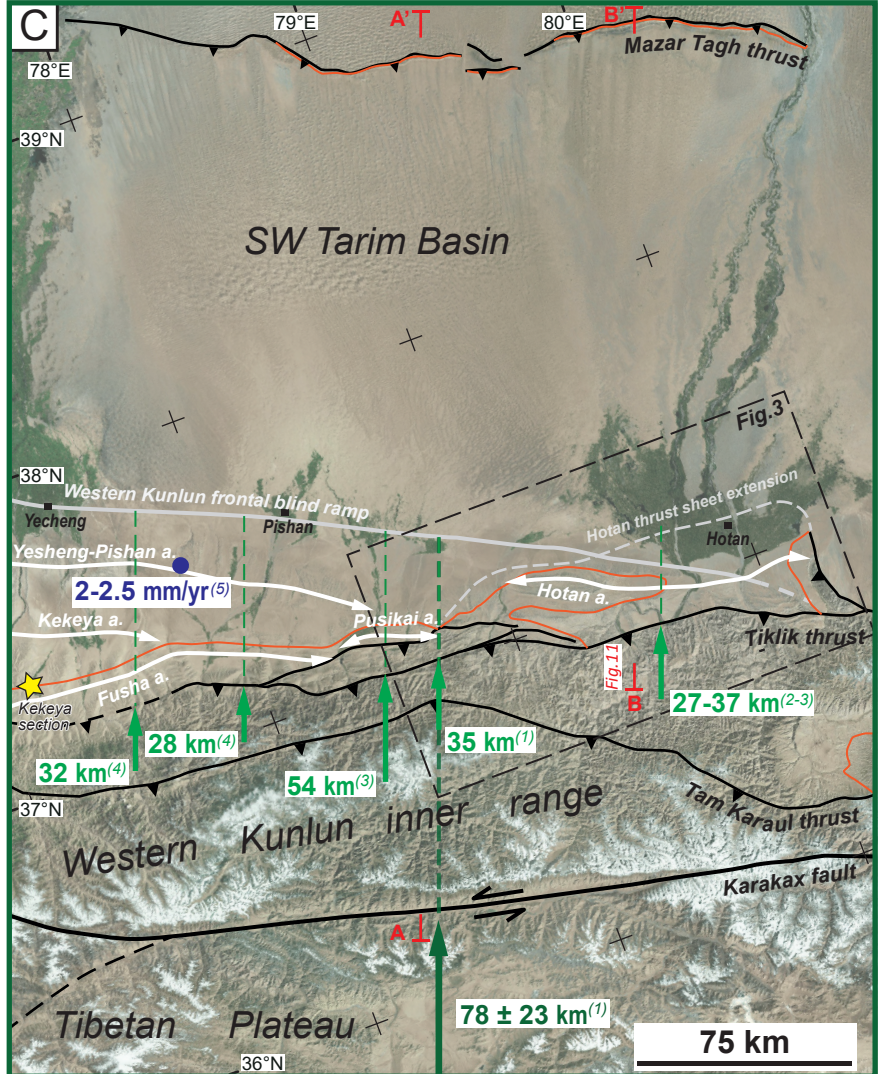 C
79°E
A'
80°E
B'
78°E
Mazar Tagh thrust
39°N
SW Tarim Basin
Fig.3
38°N
Western Kunlun frontal blind ramp
Yecheng
Pishan
Hotan thrust sheet extension
Hotan
Yesheng-Pishan a.
2-2.5 mm/yr(5)
Hotan a.
Kekeya a.
Pusikai a.
Tiklik thrust
Fusha a.
Fig.11
Kekeya
section
B
27-37 km(2-3)
28 km(4)
35 km(1)
32 km(4)
54 km(3)
37°N
Tam Karaul thrust
Western Kunlun inner range
Karakax fault
A
78 ± 23 km(1)
Tibetan Plateau
75 km
36°N